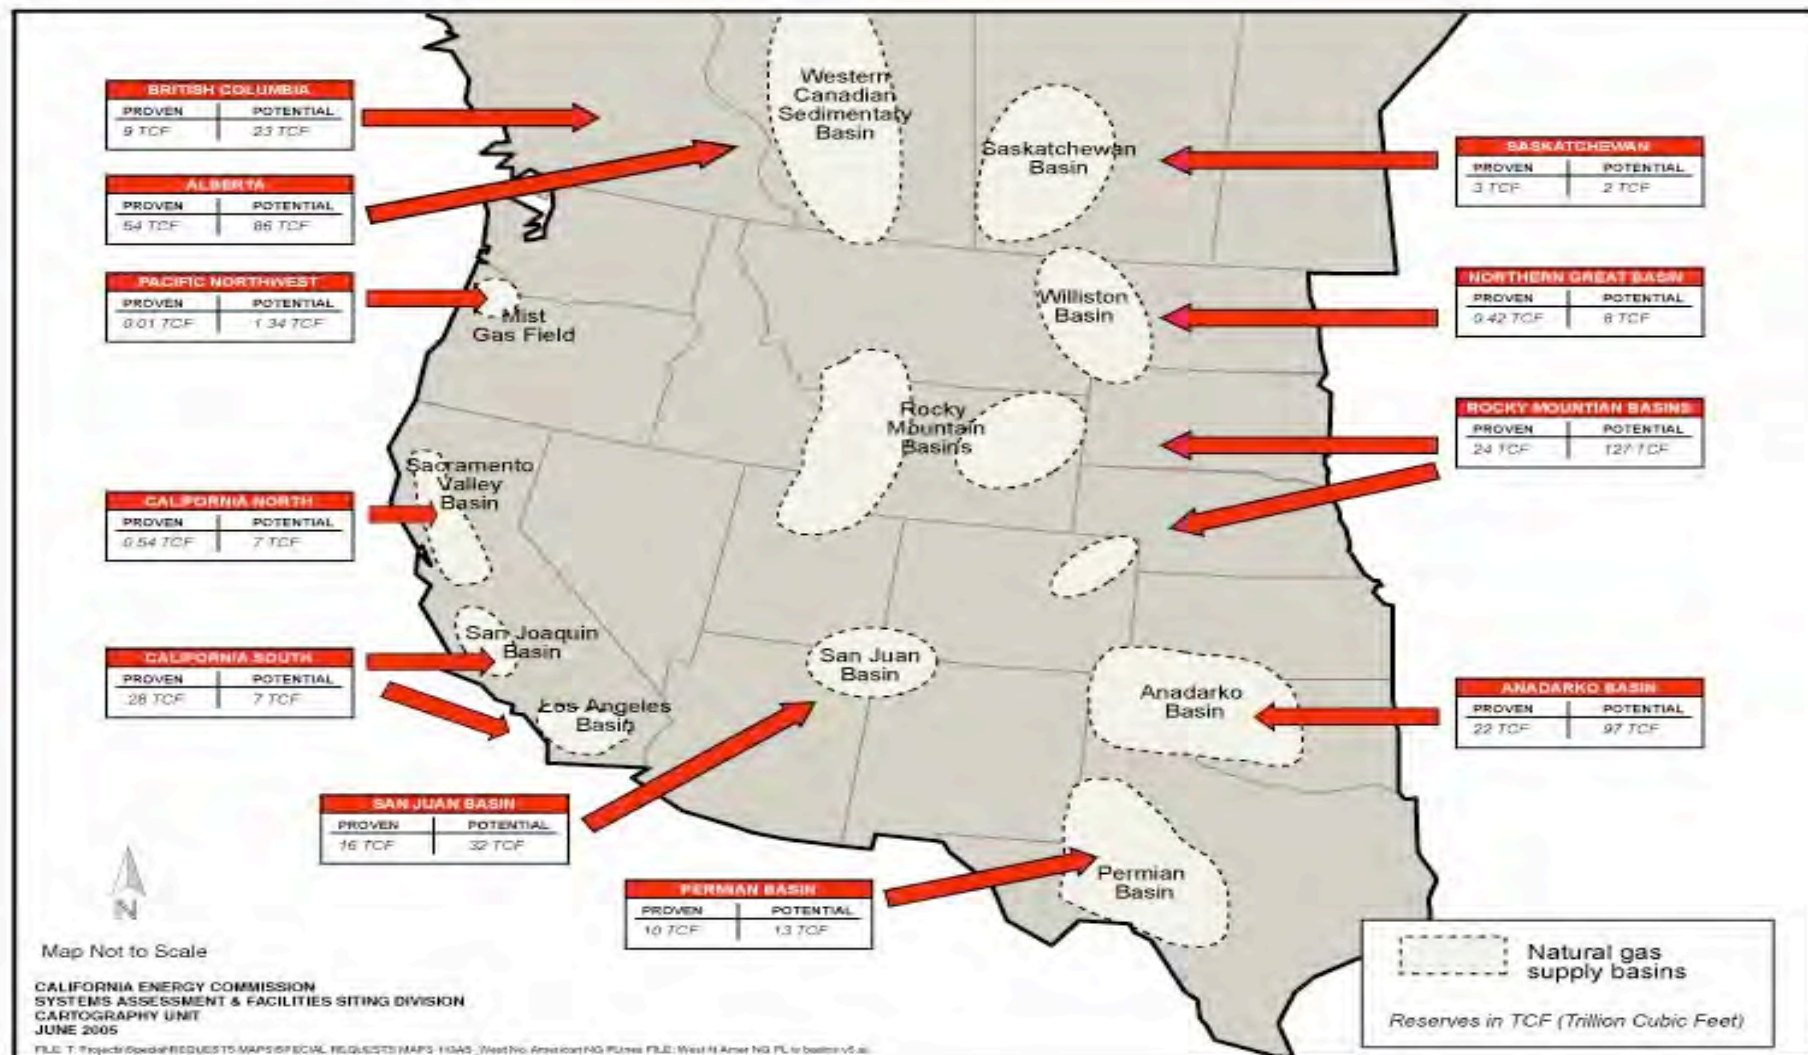 BRITISH COLUMBIA
PROVEN POTENTIAL
9 TCF 23 TCF
ALBERTA
PROVEN POTENTIAL
54 TCF 86 TCF
PACIFIC NORTHWEST
PROVEN POTENTIAL
0.01 TCF 1.34 TCF
CALIFORNIA NORTH
PROVEN POTENTIAL
0.54 TCF 7 TCF
CALIFORNIA SOUTH
PROVEN POTENTIAL
.28 TCF 7 TCF
SAN JUAN BASIN
PROVEN POTENTIAL
16 TCF 32 TCF
PERMIAN BASIN
PROVEN POTENTIAL
10 TCF 13 TCF
SASKATCHEWAN
PROVEN POTENTIAL
3 TCF 2 TCF
NORTHERN GREAT BASIN
PROVEN POTENTIAL
0.42 TCF 8 TCF
ROCKY MOUNTIAN BASINS
PROVEN POTENTIAL
24 TCF 127 TCF
ANADARKO BASIN
PROVEN POTENTIAL
22 TCF 97 TCF
Western
Canadian
Sedimentaty
Basin
Saskatchewan
Basin
Mist
Gas Field
Williston
Basin
Rocky
Mountain
Basins
Sacramento
Valley
Basin
San Joaquin
Basin
Los Angeles
Basin
San Juan
Basin
Anadarko
Basin
Permian
Basin
N
Map Not to Scale
CALIFORNIA ENERGY COMMISSION
SYSTEMS ASSESSMENT & FACILITIES SITING DIVISION
CARTOGRAPHY UNIT
JUNE 2005
Natural gas
supply basins
Reserves in TCF (Trillion Cubic Feet)